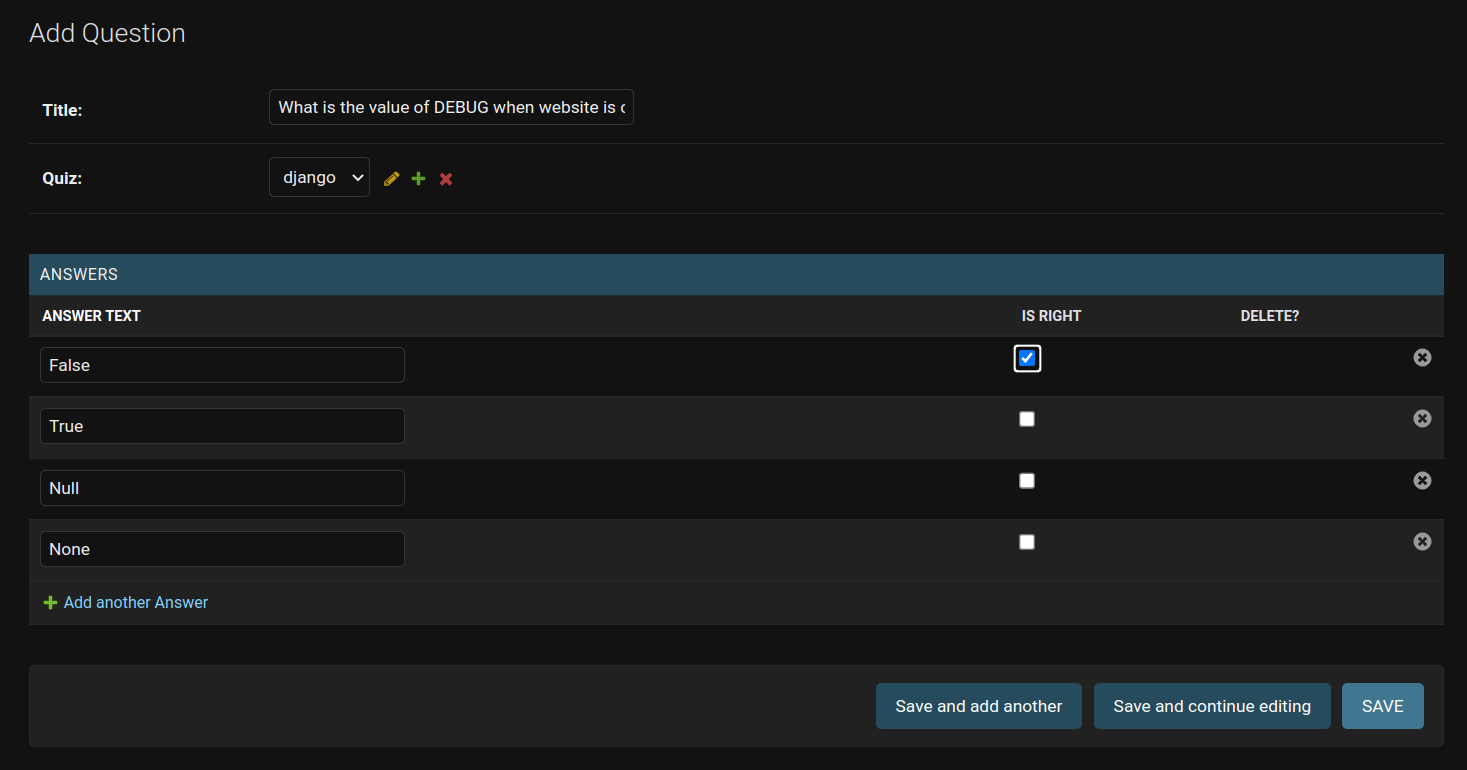 Add Question
Title: What is the value of DEBUG when website is
Quiz: django
ANSWERS
ANSWER TEXT IS RIGHT DELETE?
False
True
Null
None
Add another Answer
Save and add another Save and continue editing SAVE